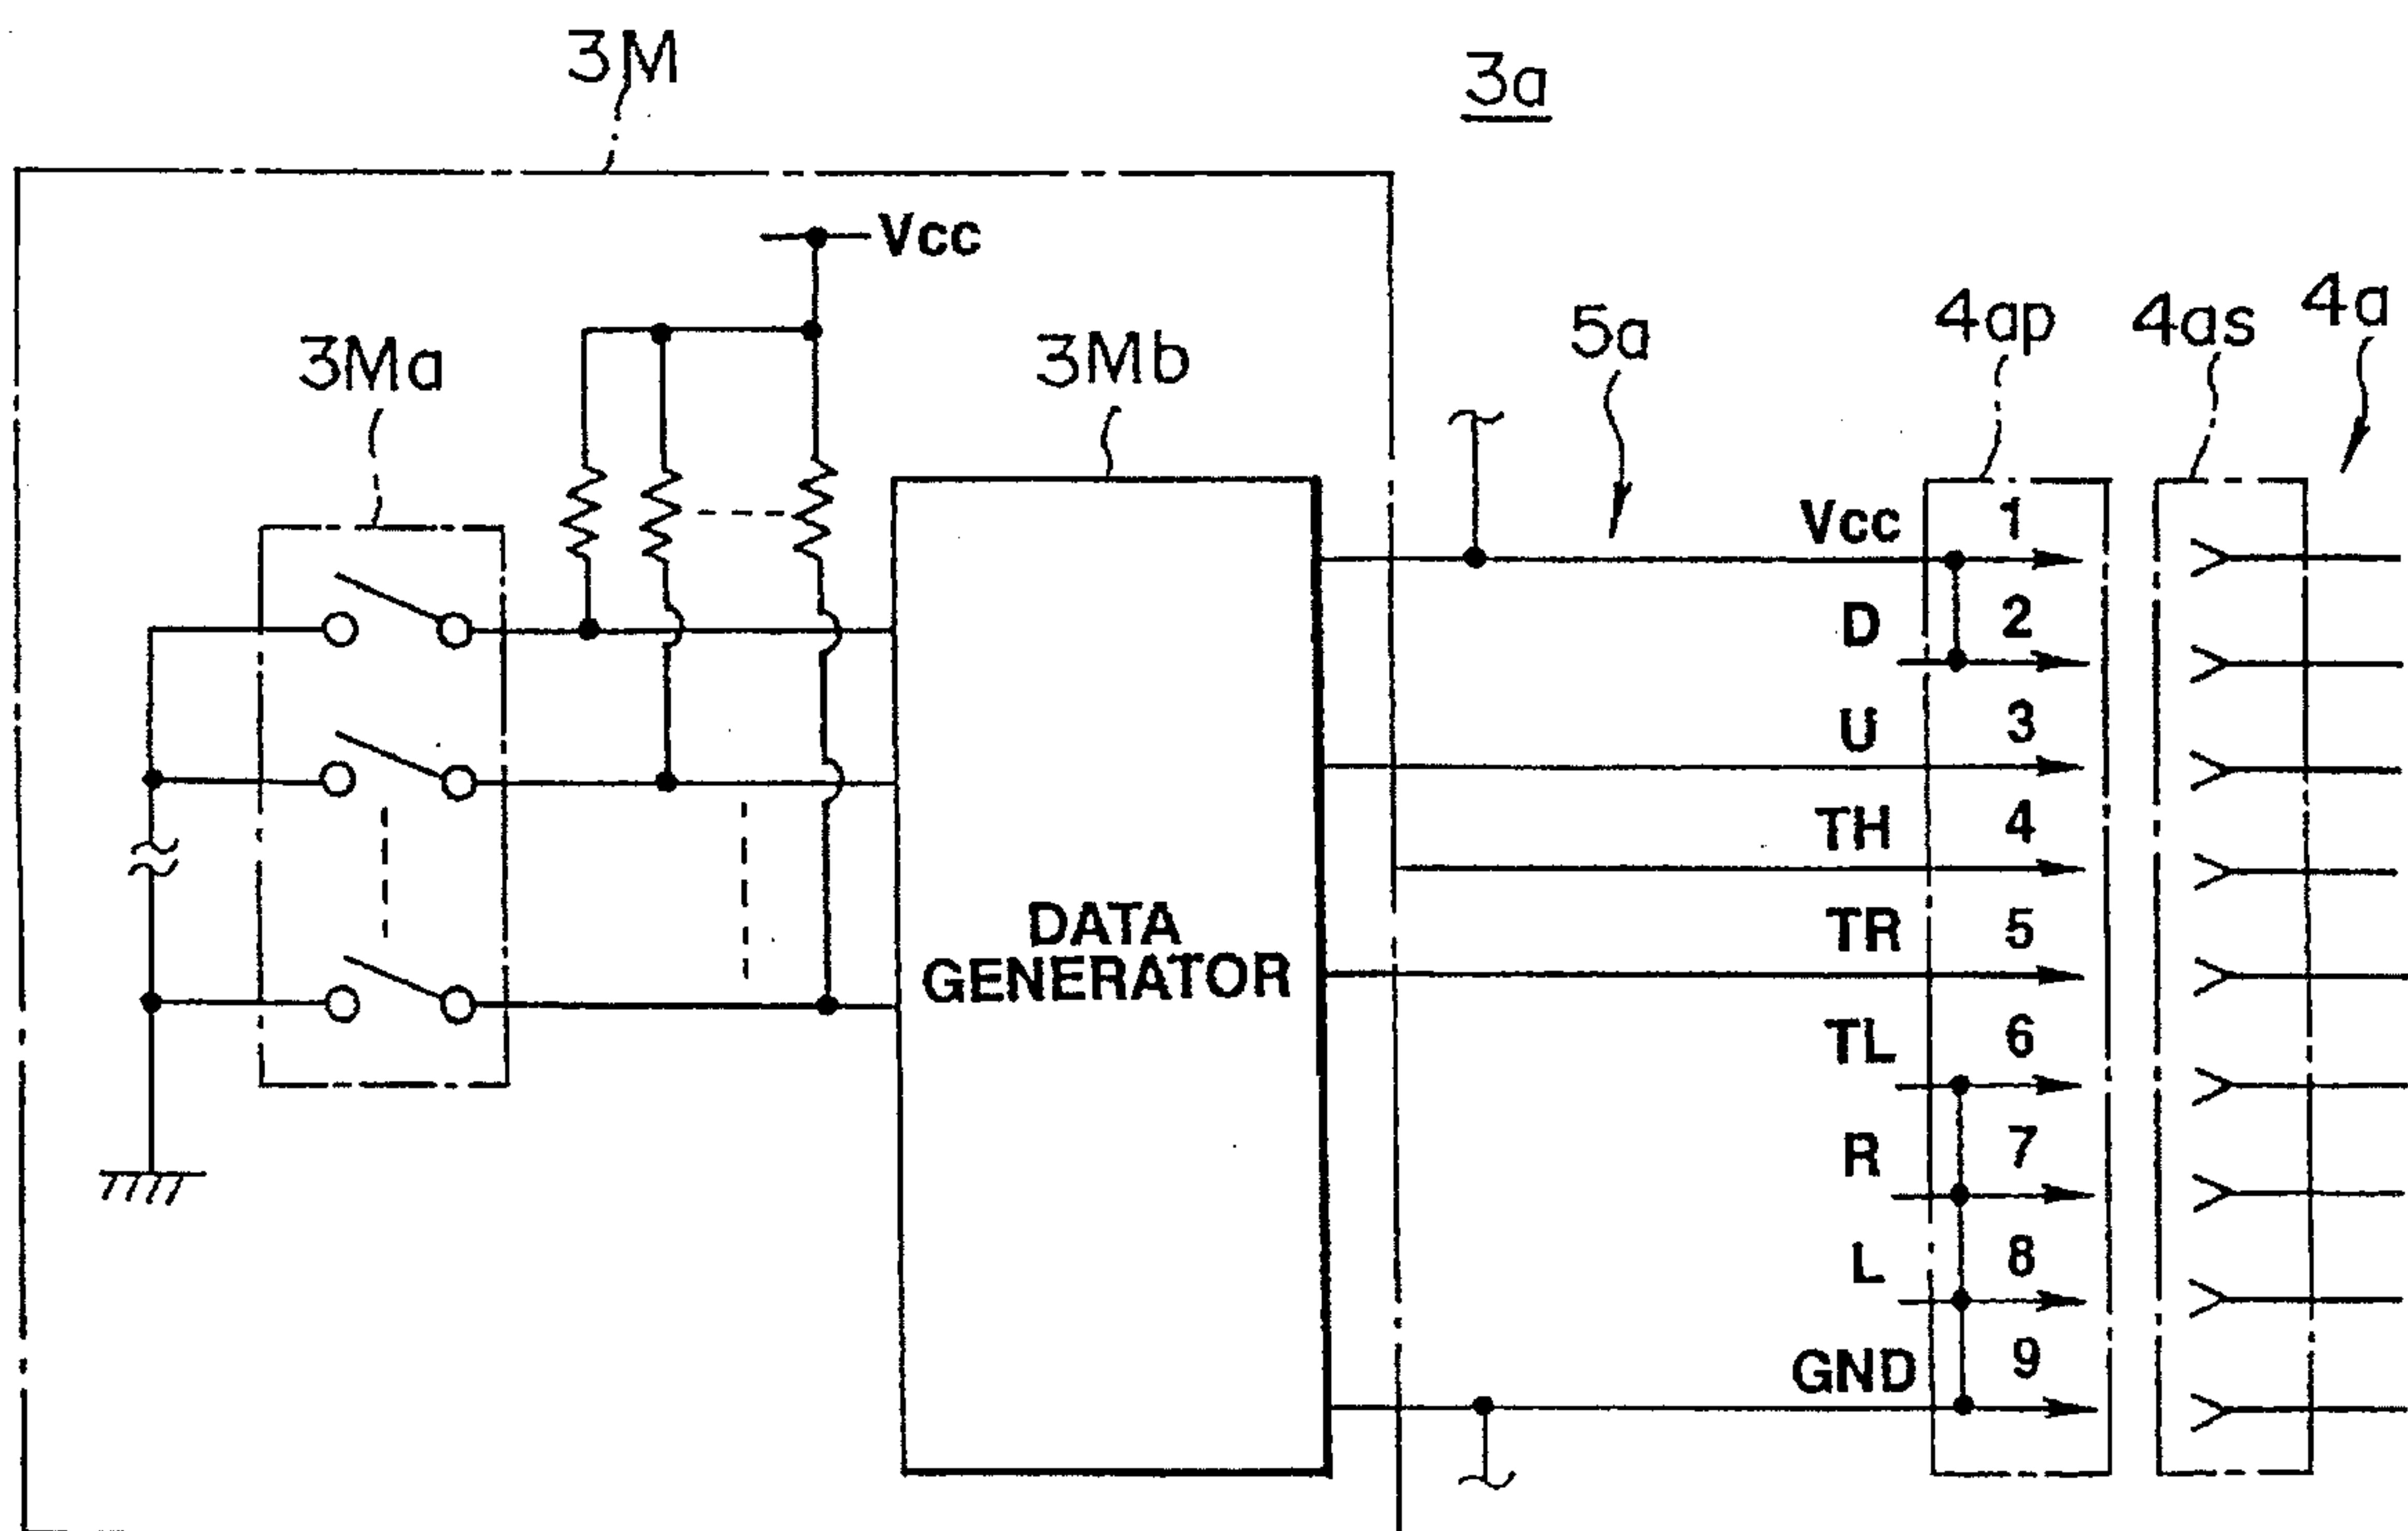 3M
3a
Vcc
3Ma
3Mb
5a
4ap
4as
4a
Vcc 1
D 2
U 3
TH 4
DATA
GENERATOR
TR 5
TL 6
R 7
L 8
GND 9